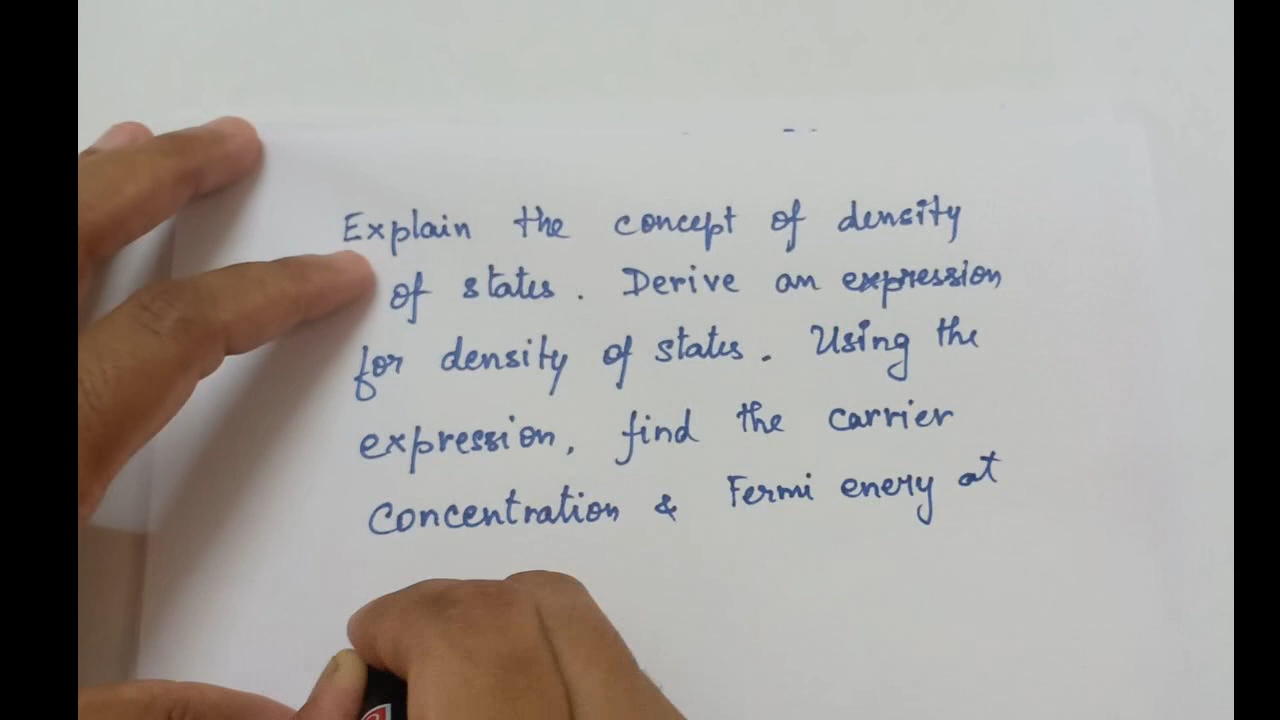 Explain the concept of density
of states. Derive an expression
for density of states. Using the
expression, find the carrier
concentration & Fermi enery at